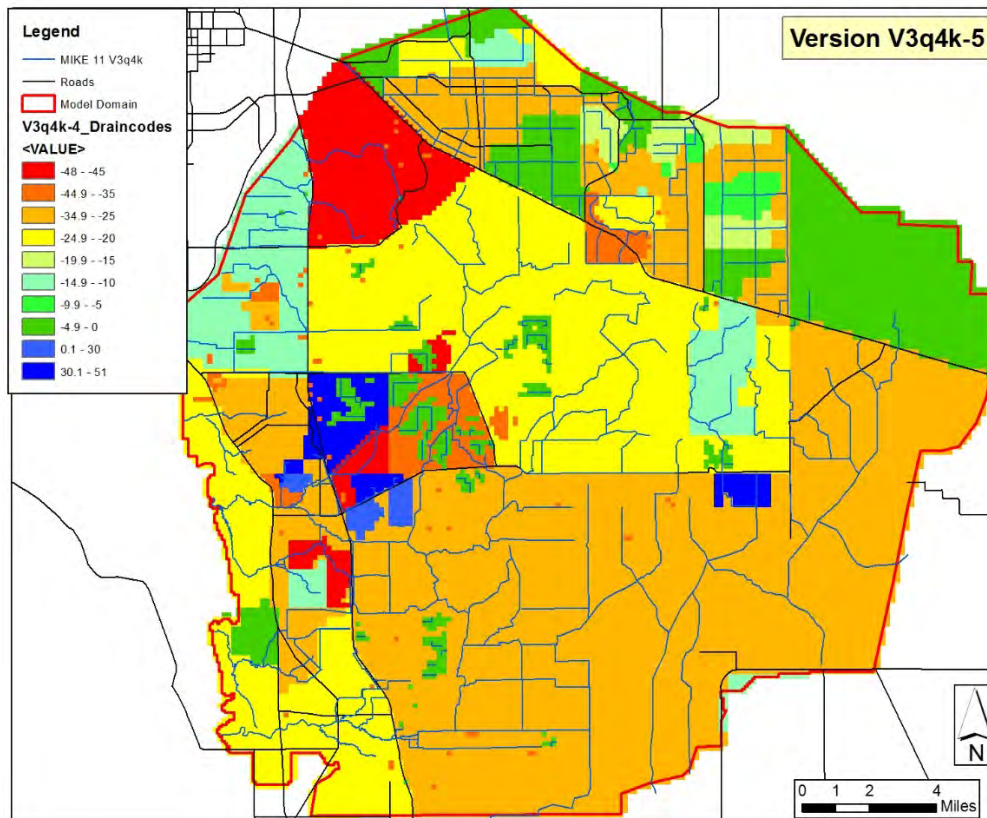 Version V3q4k-5
Legend
MIKE 11 V3q4k
Roads
Model Domain
V3q4k-4_Draincodes
<VALUE>
-48 - -45
-44.9 - -35
-34.9 - -25
-24.9 - -20
-19.9 - -15
-14.9 - -10
-9.9 - -5
-4.9 - 0
0.1 - 30
30.1 - 51
N
0 1 2 4
Miles